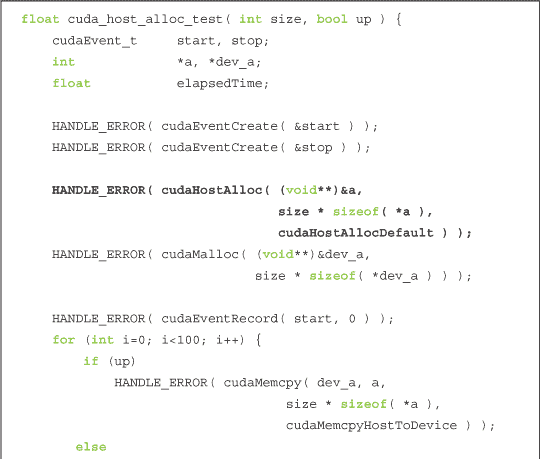 float cuda_host_alloc_test( int size, bool up ) {
cudaEvent_t start, stop;
int *a, *dev_a;
float elapsedTime;
HANDLE_ERROR( cudaEventCreate( &start ) );
HANDLE_ERROR( cudaEventCreate( &stop ) );
HANDLE_ERROR( cudaHostAlloc( (void**)&a,
size * sizeof( *a ),
cudaHostAllocDefault ) );
HANDLE_ERROR( cudaMalloc( (void**)&dev_a,
size * sizeof( *dev_a ) ) );
HANDLE_ERROR( cudaEventRecord( start, 0 ) );
for (int i=0; i<100; i++) {
if (up)
HANDLE_ERROR( cudaMemcpy( dev_a, a,
size * sizeof( *a ),
cudaMemcpyHostToDevice ) );
else